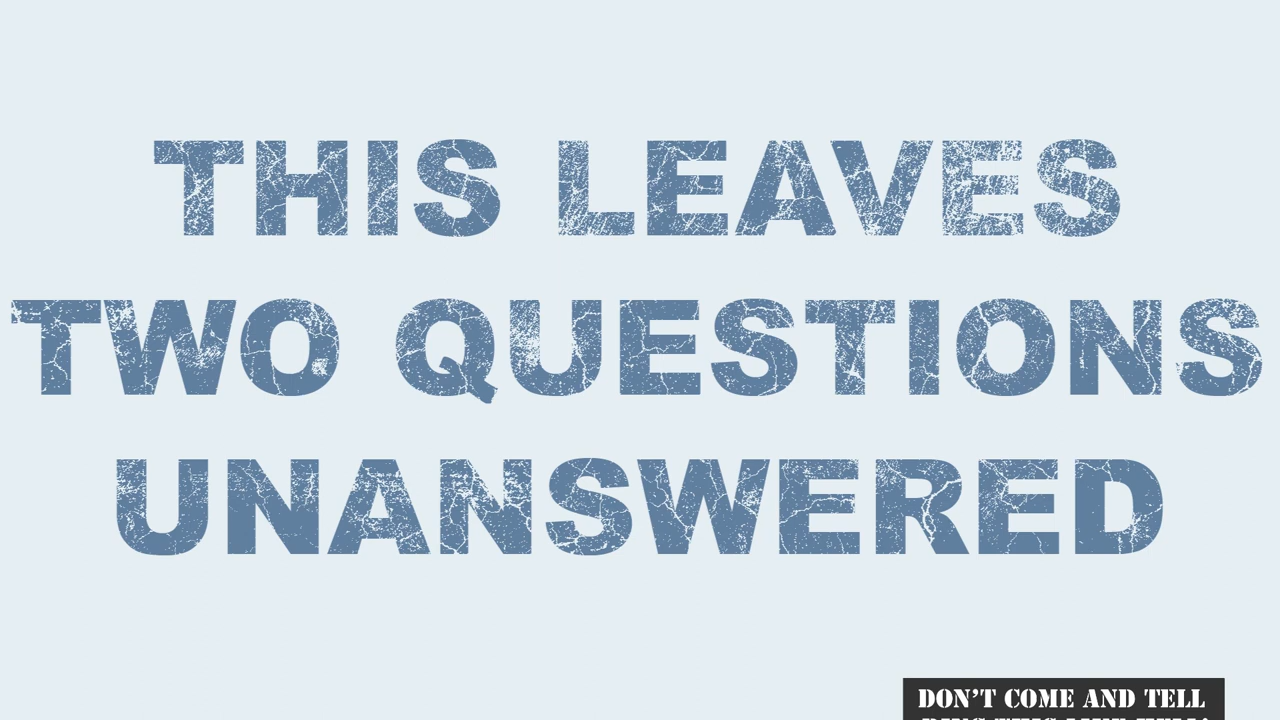 THIS LEAVES
TWO QUESTIONS
UNANSWERED
DON'T COME AND TELL